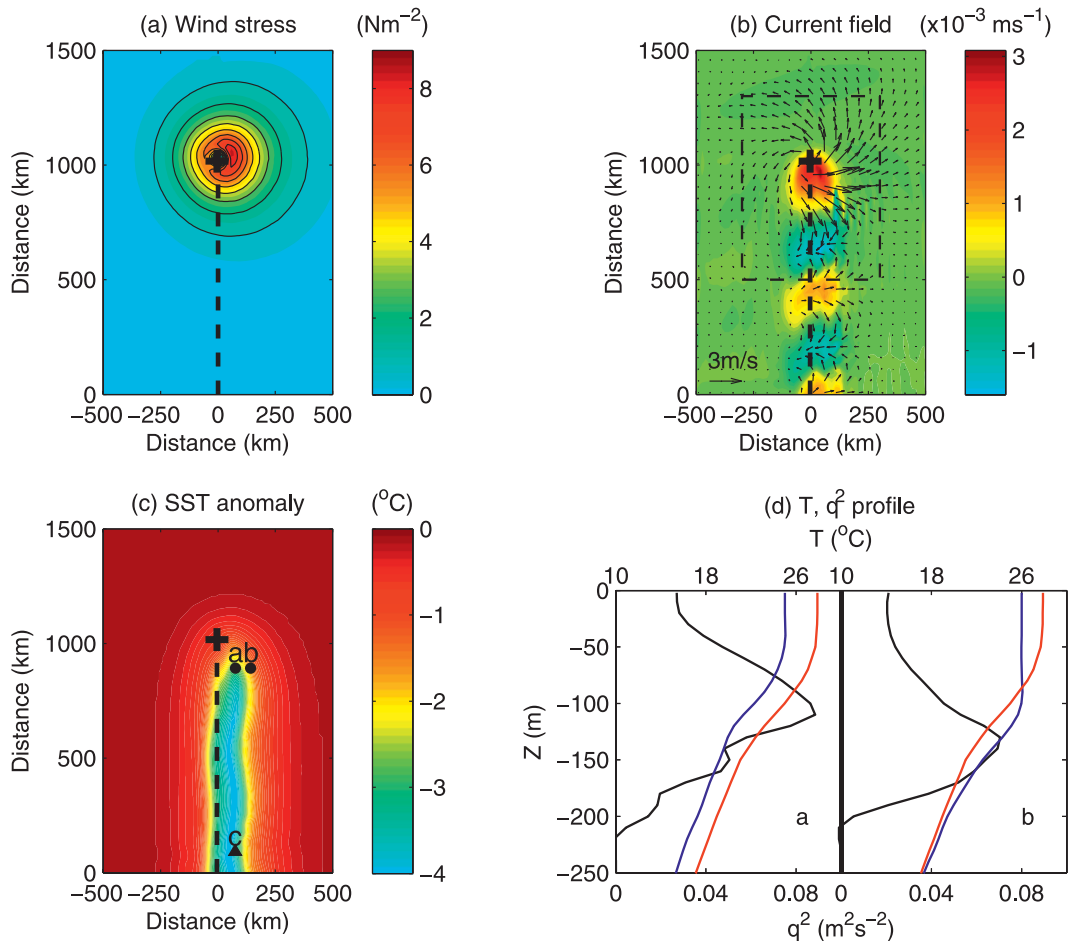 (a) Wind stress (Nm⁻²)
1500
1000
500
0
Distance (km)
−500 −250 0 250 500
Distance (km)
8
6
4
2
0
(b) Current field (x10⁻³ ms⁻¹)
1500
1000
500
0
Distance (km)
3m/s
−500 −250 0 250 500
Distance (km)
3
2
1
0
−1
(c) SST anomaly (°C)
1500
1000
500
0
Distance (km)
a b
c
−500 −250 0 250 500
Distance (km)
0
−1
−2
−3
−4
(d) T, q² profile
T (°C)
10 18 26 10 18 26
0
−50
−100
−150
−200
−250
Z (m)
a
b
0 0.04 0.08 0 0.04 0.08
q² (m²s⁻²)